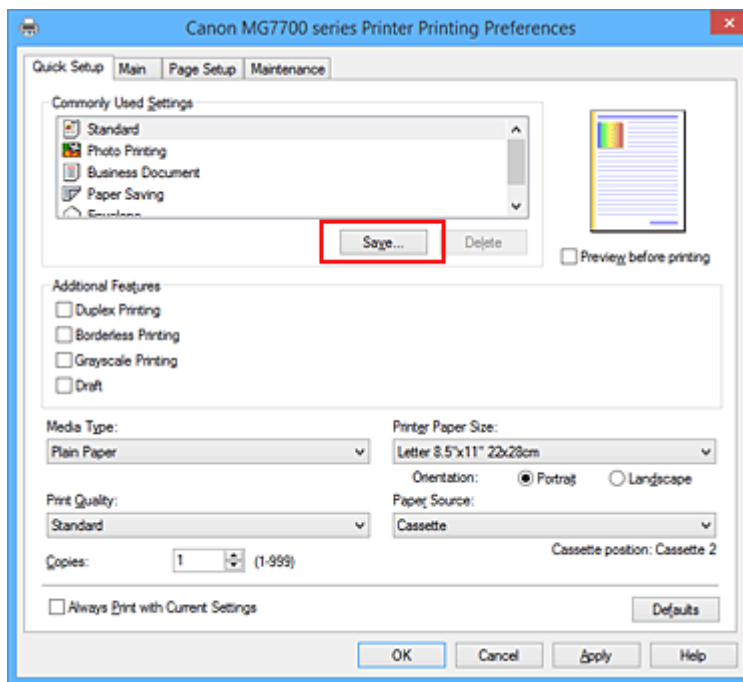 Canon MG7700 series Printer Printing Preferences
Quick Setup Main Page Setup Maintenance
Commonly Used Settings
Standard
Photo Printing
Business Document
Paper Saving
Envelope
Save... Delete
Preview before printing
Additional Features
Duplex Printing
Borderless Printing
Grayscale Printing
Draft
Media Type:
Plain Paper
Printer Paper Size:
Letter 8.5"x11" 22x28cm
Orientation: Portrait Landscape
Print Quality:
Standard
Paper Source:
Cassette
Cassette position: Cassette 2
Copies: 1 (1-999)
Always Print with Current Settings
Defaults
OK Cancel Apply Help